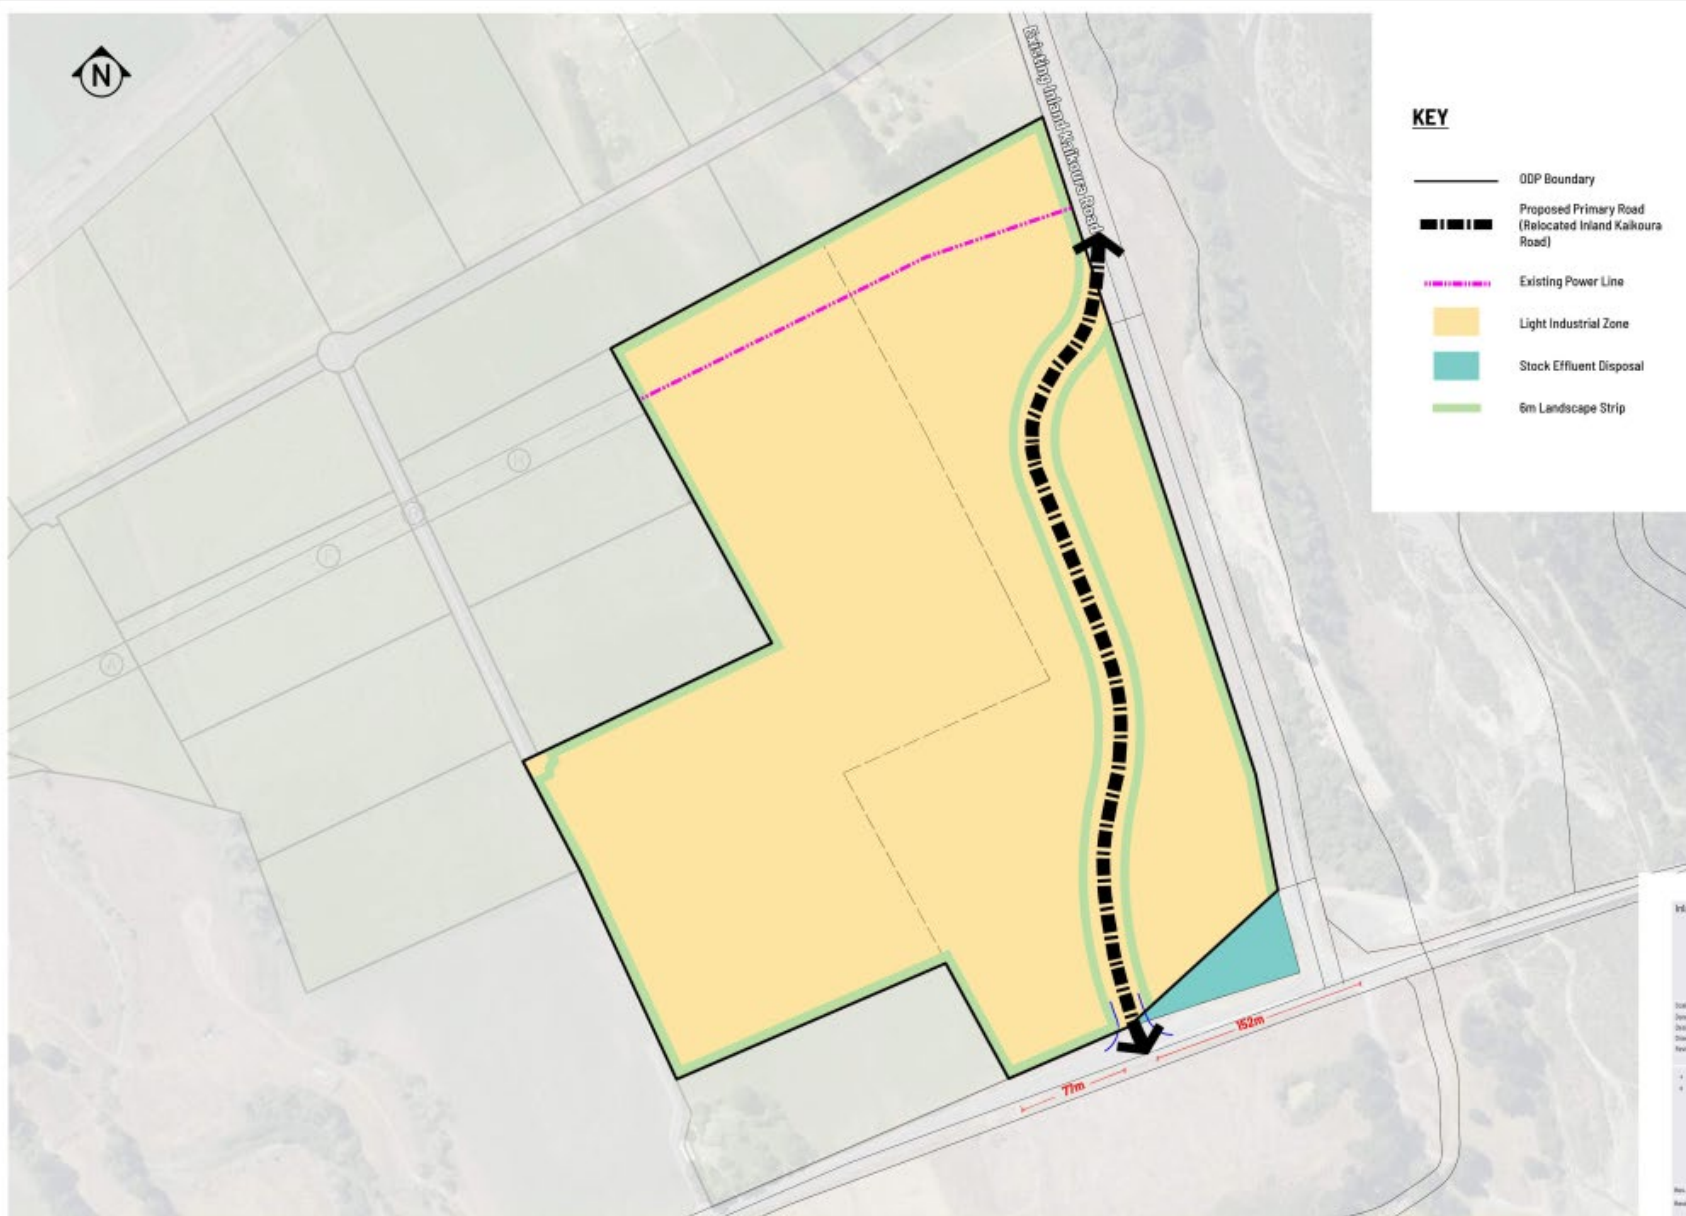 N
Existing Inland Kaikoura Road
KEY
ODP Boundary
Proposed Primary Road
(Relocated Inland Kaikoura
Road)
Existing Power Line
Light Industrial Zone
Stock Effluent Disposal
6m Landscape Strip
A
H
152m
77m